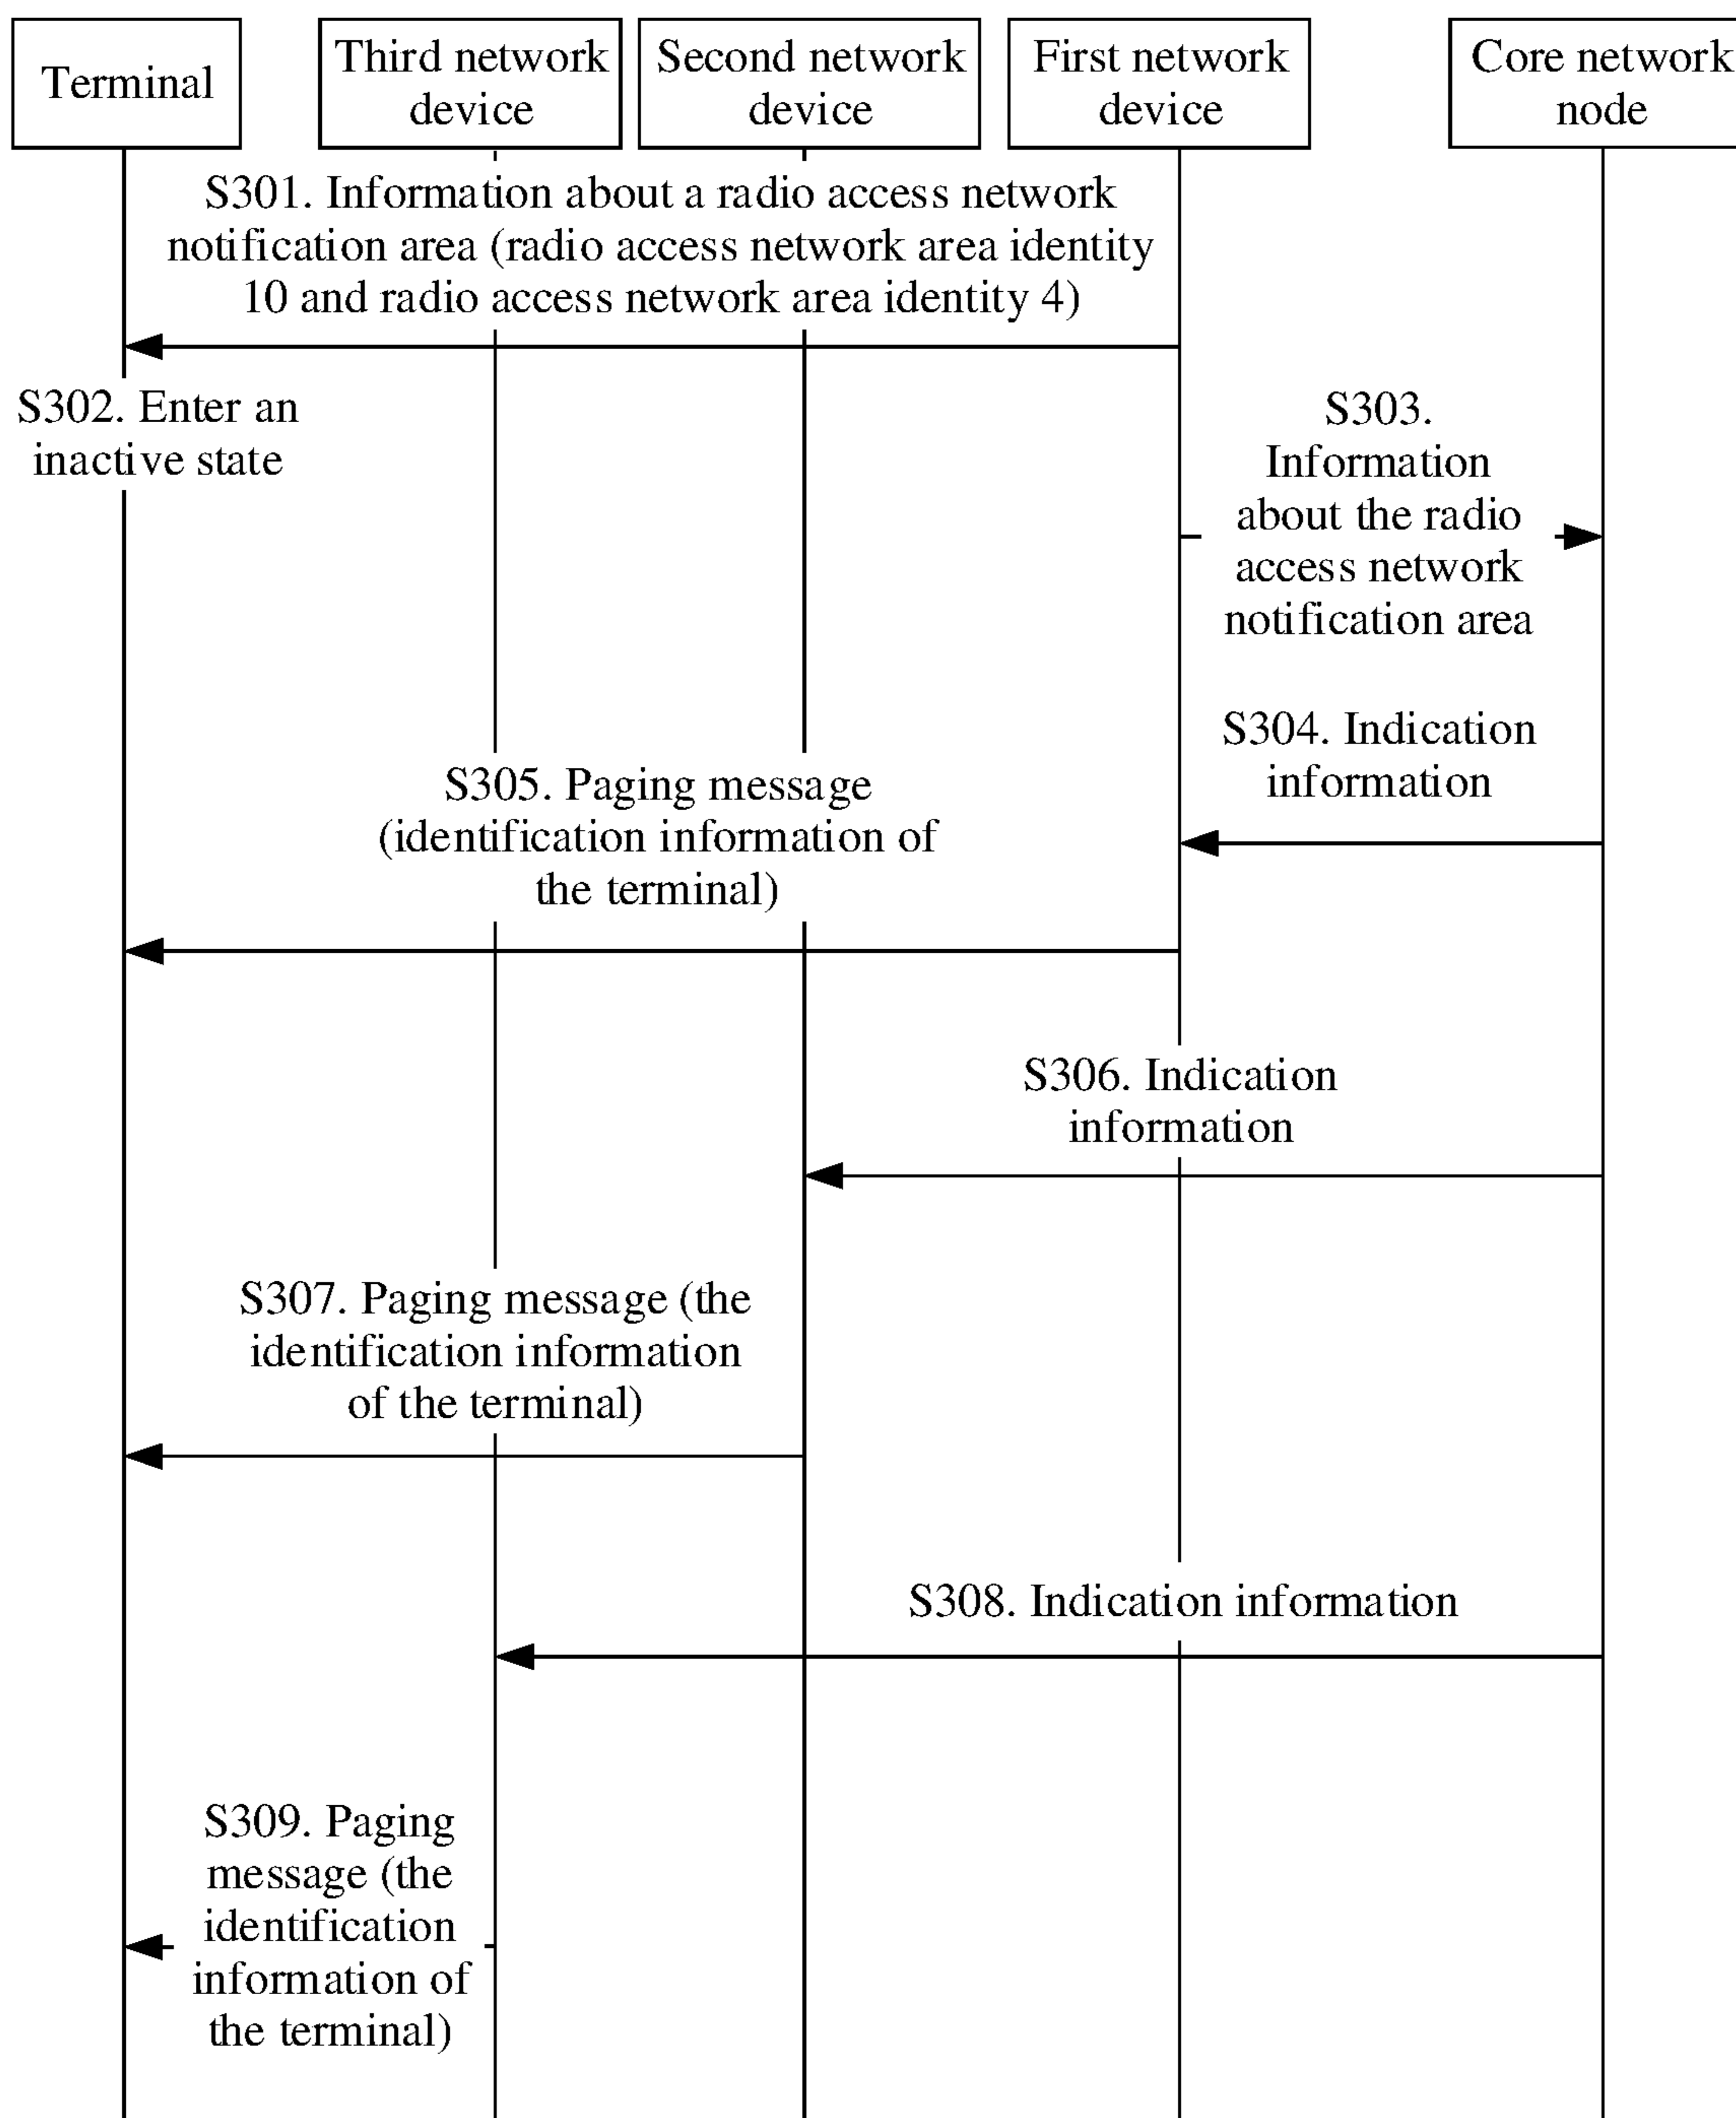 Terminal
Third network
device
Second network
device
First network
device
Core network
node
S301. Information about a radio access network
notification area (radio access network area identity
10 and radio access network area identity 4)
S302. Enter an
inactive state
S303.
Information
about the radio
access network
notification area
S304. Indication
information
S305. Paging message
(identification information of
the terminal)
S306. Indication
information
S307. Paging message (the
identification information
of the terminal)
S308. Indication information
S309. Paging
message (the
identification
information of
the terminal)